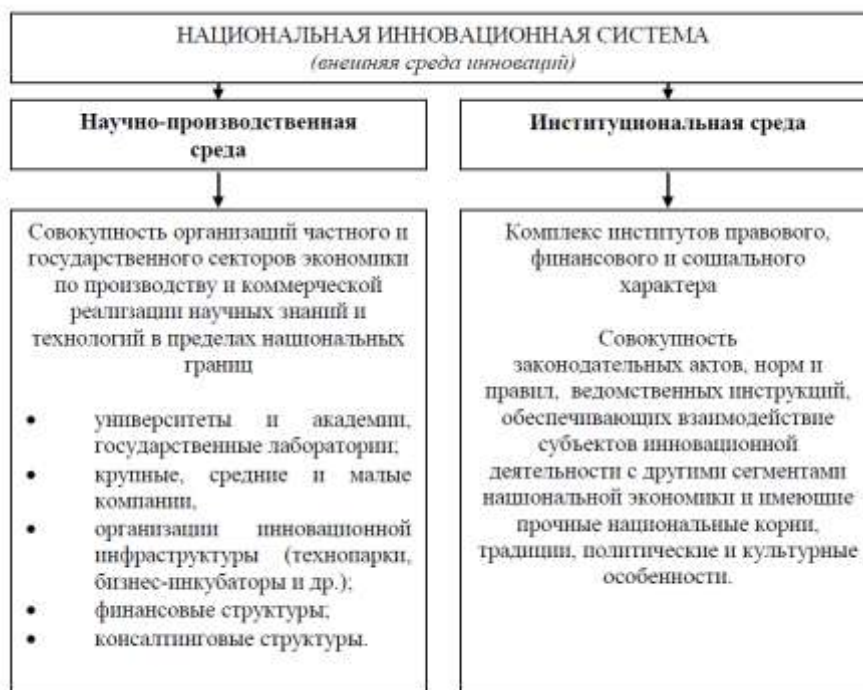 НАЦИОНАЛЬНАЯ ИННОВАЦИОННАЯ СИСТЕМА
(внешняя среда инноваций)
Научно-производственная
среда
Совокупность организаций частного и
государственного секторов экономики
по производству и коммерческой
реализации научных знаний и
технологий в пределах национальных
границ
• университеты и академии,
государственные лаборатории;
• крупные, средние и малые
компании,
• организации инновационной
инфраструктуры (технопарки,
бизнес-инкубаторы и др.);
• финансовые структуры;
• консалтинговые структуры.
Институциональная среда
Комплекс институтов правового,
финансового и социального
характера
Совокупность
законодательных актов, норм и
правил, ведомственных инструкций,
обеспечивающих взаимодействие
субъектов инновационной
деятельности с другими сегментами
национальной экономики и имеющие
прочные национальные корни,
традиции, политические и культурные
особенности.